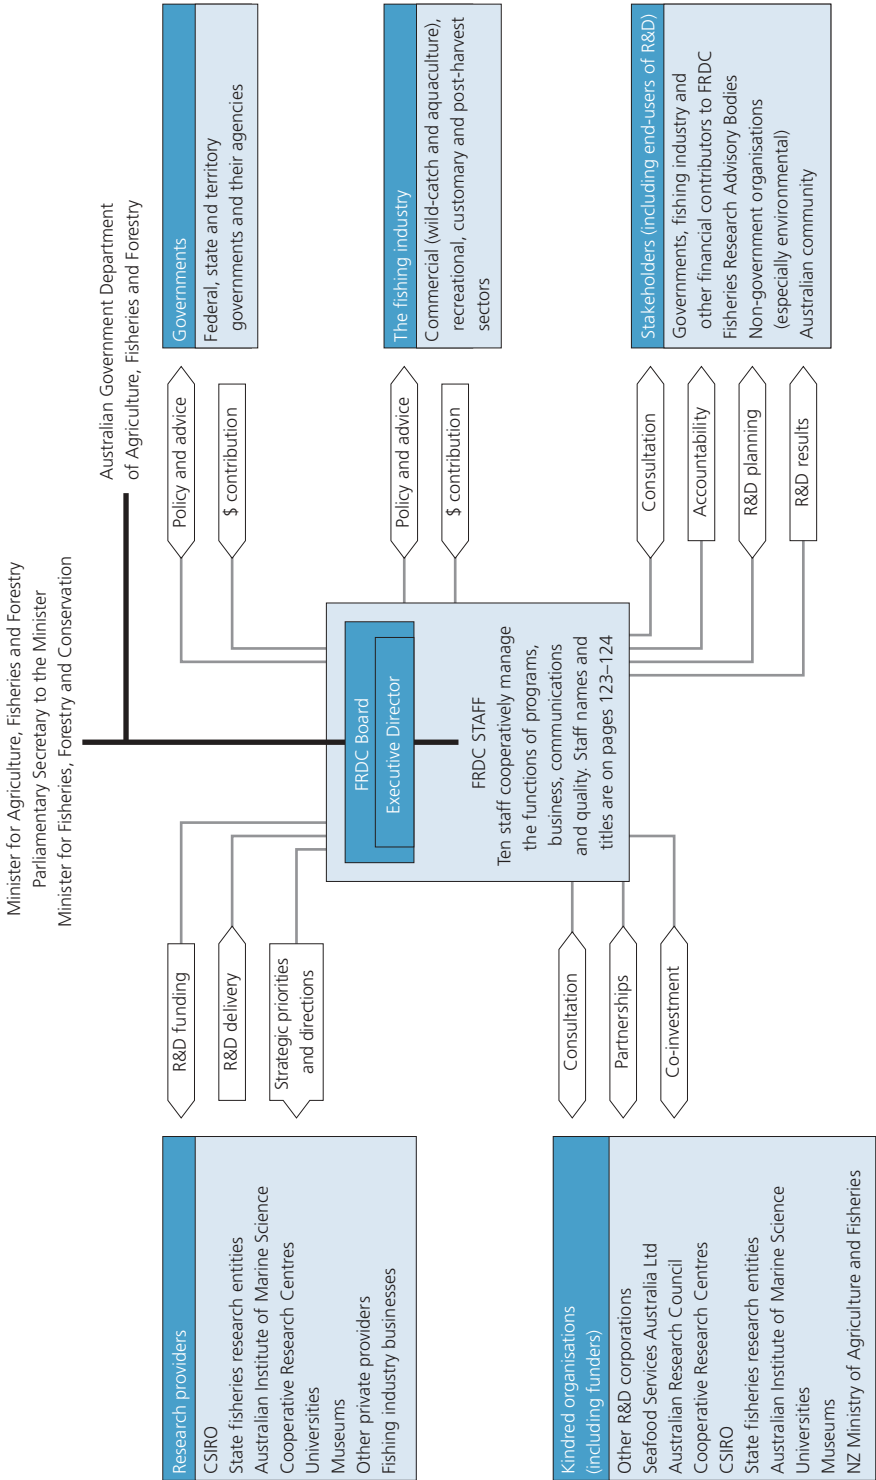 Minister for Agriculture, Fisheries and Forestry
Parliamentary Secretary to the Minister
Minister for Fisheries, Forestry and Conservation
Australian Government Department
of Agriculture, Fisheries and Forestry
Research providers
CSIRO
State fisheries research entities
Australian Institute of Marine Science
Cooperative Research Centres
Universities
Museums
Other private providers
Fishing industry businesses
R&D funding
R&D delivery
Strategic priorities
and directions
Kindred organisations
(including funders)
Other R&D corporations
Seafood Services Australia Ltd
Australian Research Council
Cooperative Research Centres
CSIRO
State fisheries research entities
Australian Institute of Marine Science
Universities
Museums
NZ Ministry of Agriculture and Fisheries
Consultation
Partnerships
Co-investment
FRDC Board
Executive Director
FRDC STAFF
Ten staff cooperatively manage
the functions of programs,
business, communications
and quality. Staff names and
titles are on pages 123–124
Policy and advice
$ contribution
Governments
Federal, state and territory
governments and their agencies
Policy and advice
$ contribution
The fishing industry
Commercial (wild-catch and aquaculture),
recreational, customary and post-harvest
sectors
Consultation
Accountability
R&D planning
R&D results
Stakeholders (including end-users of R&D)
Governments, fishing industry and
other financial contributors to FRDC
Fisheries Research Advisory Bodies
Non-government organisations
(especially environmental)
Australian community